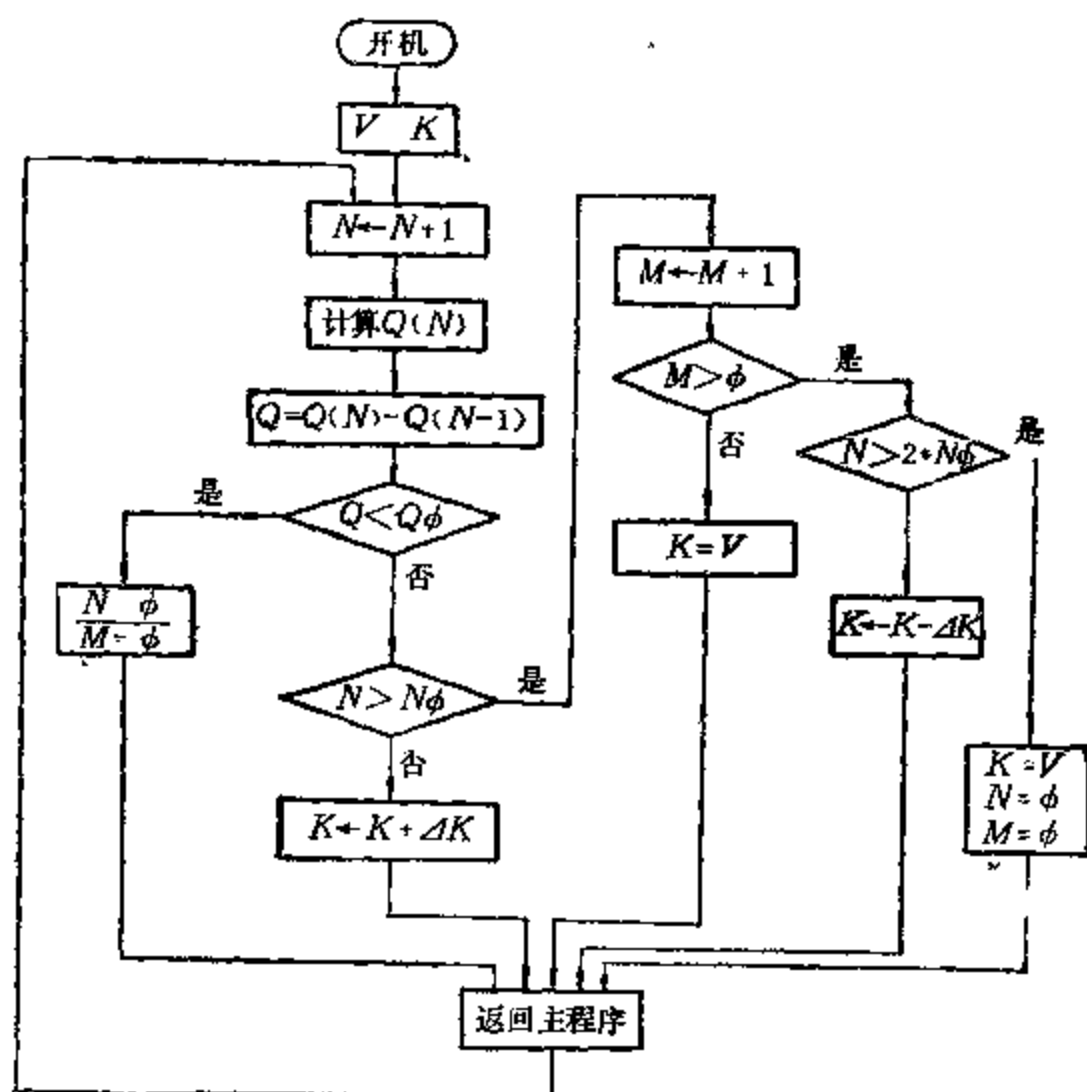 开机
V K
N←N+1
计算Q(N)
Q=Q(N)-Q(N-1)
是
Q<Qϕ
否
N ϕ
M-ϕ
N>Nϕ
是
否
K←K+ΔK
M←M+1
M>ϕ
是
否
K=V
N>2*Nϕ
是
K←K-ΔK
K=V
N=ϕ
M=ϕ
返回主程序